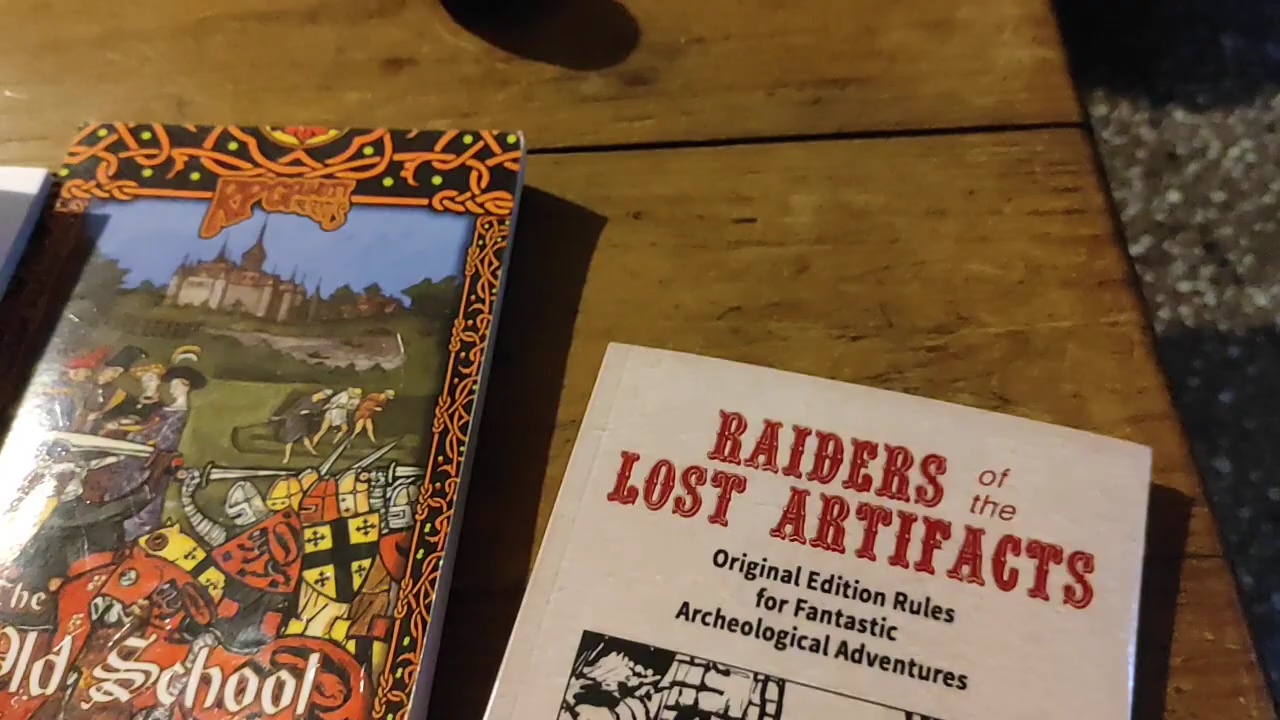 The
Old School
RAIDERS of the
LOST ARTIFACTS
Original Edition Rules
for Fantastic
Archeological Adventures